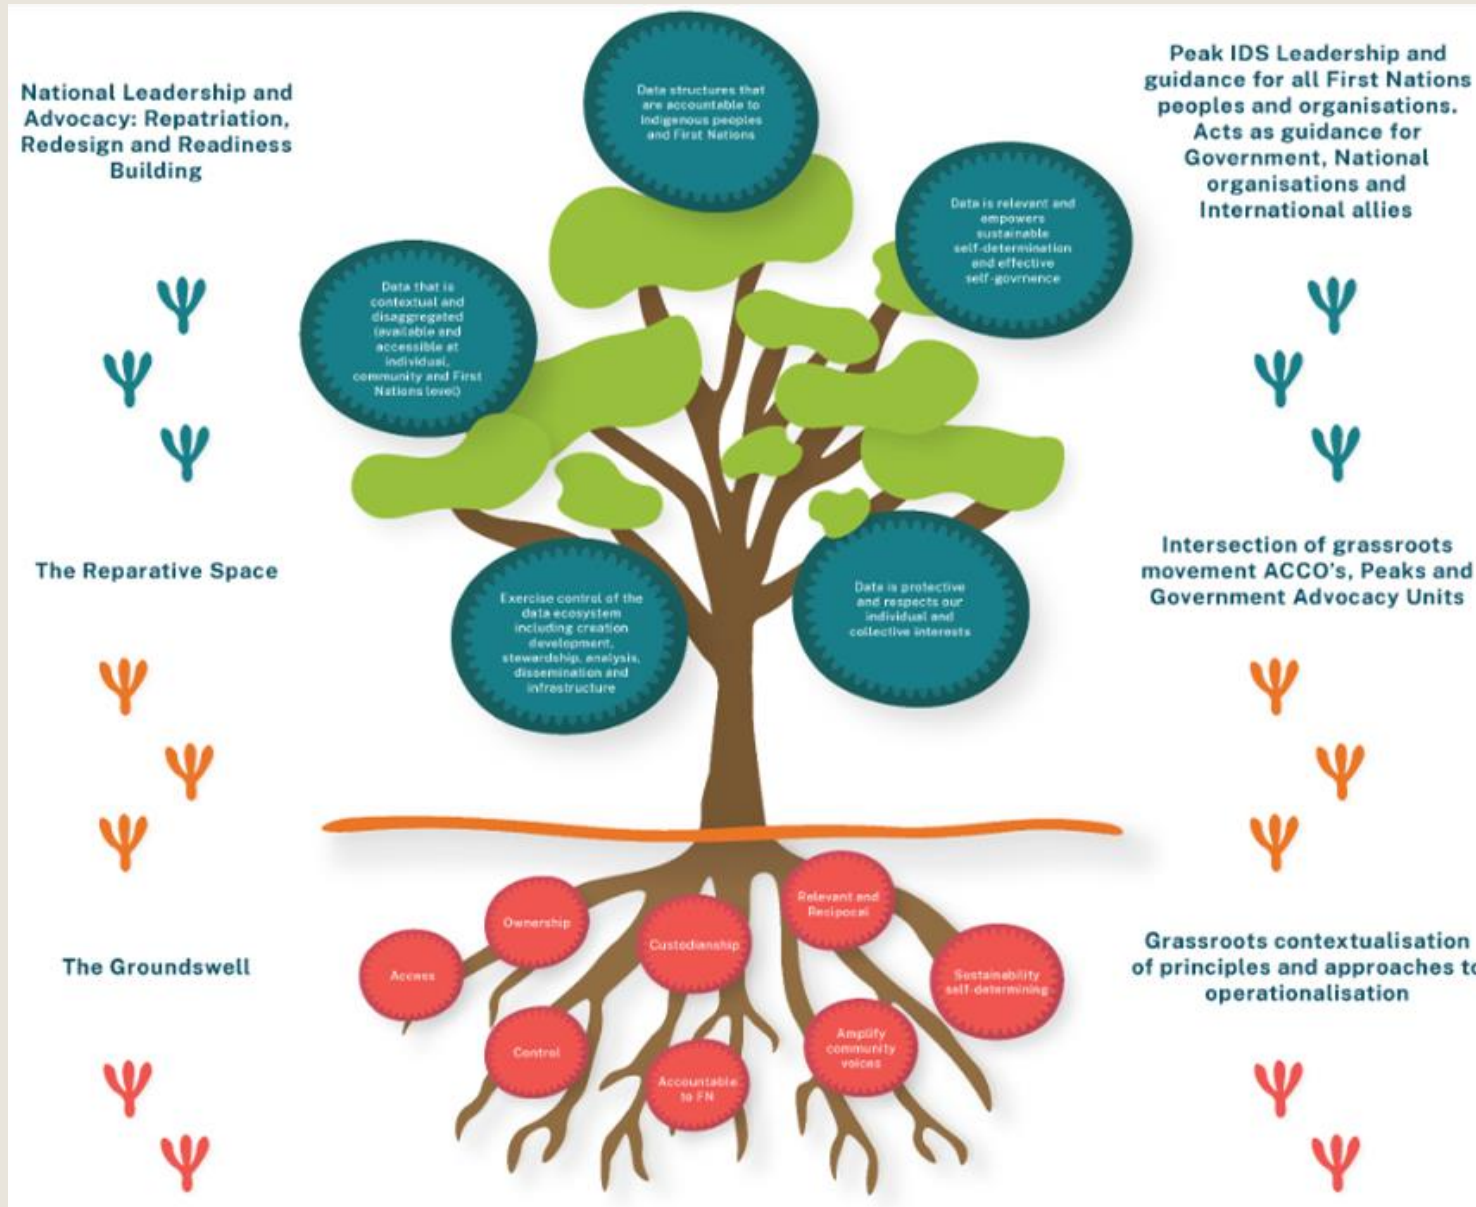 National Leadership and
Advocacy: Repatriation,
Redesign and Readiness
Building
Data structures that
are accountable to
Indigenous peoples
and First Nations
Peak IDS Leadership and
guidance for all First Nations
peoples and organisations.
Acts as guidance for
Government, National
organisations and
International allies
Data is relevant and
empowers
sustainable
self-determination
and effective
self-govrnence
Data that is
contextual and
disaggregated
(available and
accessible at
individual,
community and First
Nations level)
The Reparative Space
Exercise control of the
data ecosystem
including creation
development,
stewardship, analysis,
dissemination and
infrastructure
Data is protective
and respects our
individual and
collective interests
Intersection of grassroots
movement ACCO's, Peaks and
Government Advocacy Units
The Groundswell
Access
Ownership
Control
Custodianship
Accountable
to FN
Relevant and
Reciposal
Amplify
community
voices
Sustainability
self-determining
Grassroots contextualisation
of principles and approaches to
operationalisation